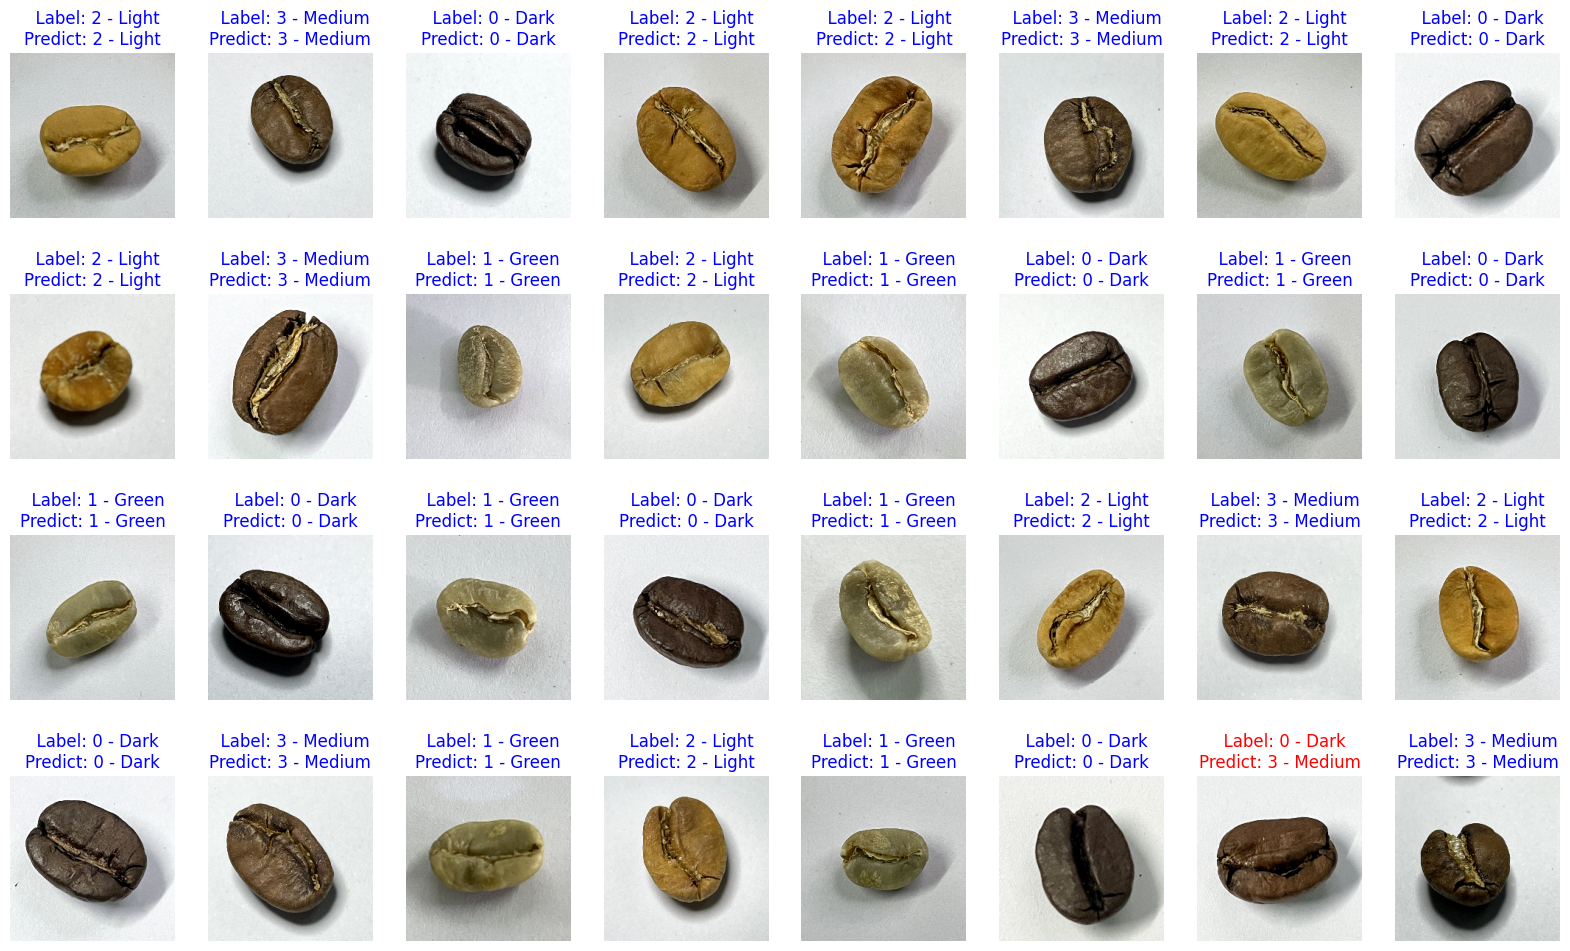 Label: 2 - Light
Predict: 2 - Light
Label: 3 - Medium
Predict: 3 - Medium
Label: 0 - Dark
Predict: 0 - Dark
Label: 2 - Light
Predict: 2 - Light
Label: 2 - Light
Predict: 2 - Light
Label: 3 - Medium
Predict: 3 - Medium
Label: 2 - Light
Predict: 2 - Light
Label: 0 - Dark
Predict: 0 - Dark
Label: 2 - Light
Predict: 2 - Light
Label: 3 - Medium
Predict: 3 - Medium
Label: 1 - Green
Predict: 1 - Green
Label: 2 - Light
Predict: 2 - Light
Label: 1 - Green
Predict: 1 - Green
Label: 0 - Dark
Predict: 0 - Dark
Label: 1 - Green
Predict: 1 - Green
Label: 0 - Dark
Predict: 0 - Dark
Label: 1 - Green
Predict: 1 - Green
Label: 0 - Dark
Predict: 0 - Dark
Label: 1 - Green
Predict: 1 - Green
Label: 0 - Dark
Predict: 0 - Dark
Label: 1 - Green
Predict: 1 - Green
Label: 2 - Light
Predict: 2 - Light
Label: 3 - Medium
Predict: 3 - Medium
Label: 2 - Light
Predict: 2 - Light
Label: 0 - Dark
Predict: 0 - Dark
Label: 3 - Medium
Predict: 3 - Medium
Label: 1 - Green
Predict: 1 - Green
Label: 2 - Light
Predict: 2 - Light
Label: 1 - Green
Predict: 1 - Green
Label: 0 - Dark
Predict: 0 - Dark
Label: 0 - Dark
Predict: 3 - Medium
Label: 3 - Medium
Predict: 3 - Medium